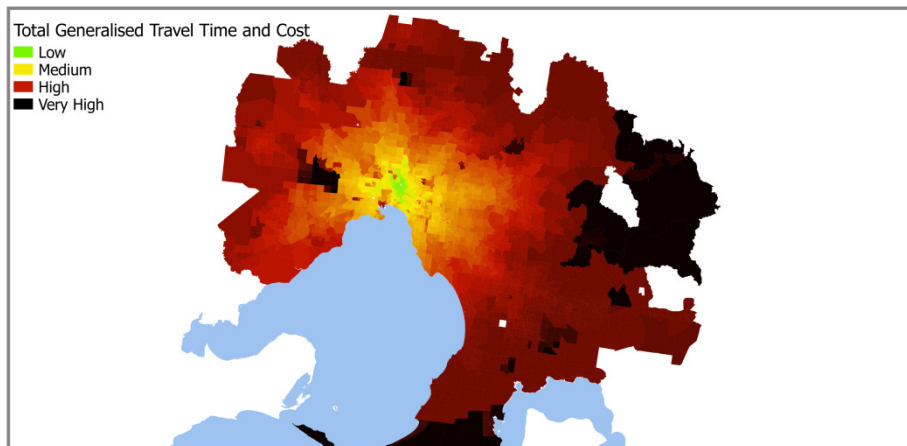 Total Generalised Travel Time and Cost
Low
Medium
High
Very High